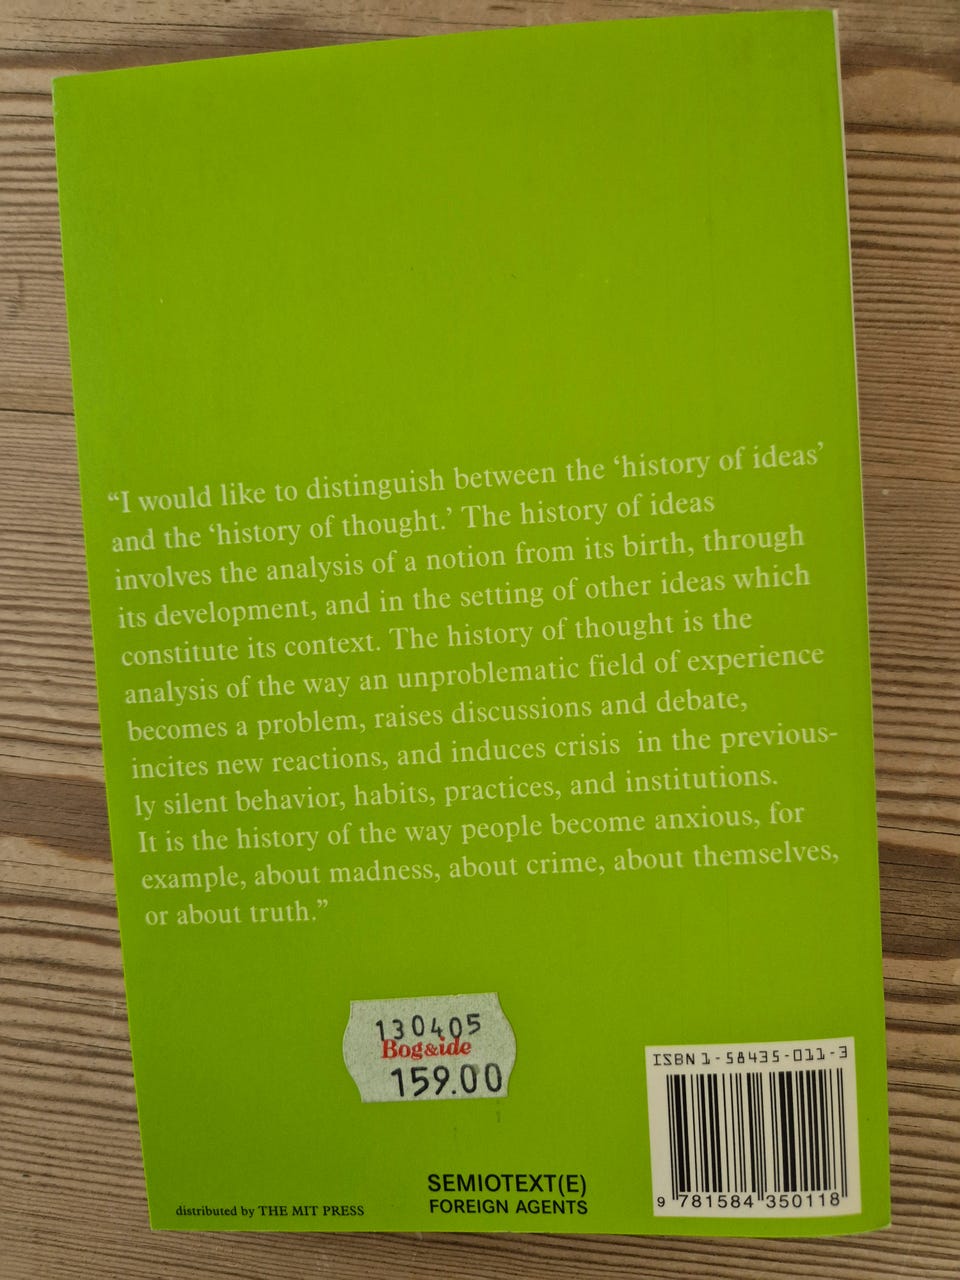 “I would like to distinguish between the ‘history of ideas’
and the ‘history of thought.’ The history of ideas
involves the analysis of a notion from its birth, through
its development, and in the setting of other ideas which
constitute its context. The history of thought is the
analysis of the way an unproblematic field of experience
becomes a problem, raises discussions and debate,
incites new reactions, and induces crisis in the previous-
ly silent behavior, habits, practices, and institutions.
It is the history of the way people become anxious, for
example, about madness, about crime, about themselves,
or about truth.”
130405
Bog&ide
159.00
ISBN 1-58435-011-3
9 781584 350118
SEMIOTEXT(E)
FOREIGN AGENTS
distributed by THE MIT PRESS